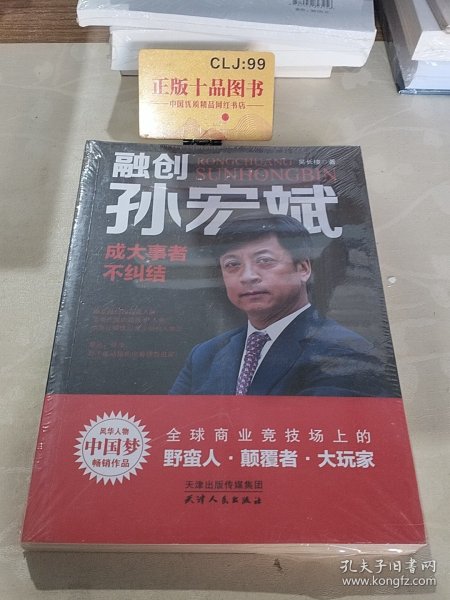 CLJ:99
正版十品图书
中国优质精品网红书店
融创
RONGCHUANG
吴长坤 著
SUNHONGBIN
孙宏斌
成大事者
不纠结
风华人物
中国梦
畅销作品
全球商业竞技场上的
野蛮人·颠覆者·大玩家
天津出版传媒集团
天津人民出版社
孔夫子旧书网
www.kongfz.com